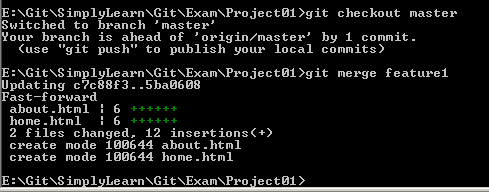 E:\Git\SimplyLearn\Git\Exam\Project01>git checkout master
Switched to branch 'master'
Your branch is ahead of 'origin/master' by 1 commit.
  (use "git push" to publish your local commits)
E:\Git\SimplyLearn\Git\Exam\Project01>git merge feature1
Updating c7c88f3..5ba0608
Fast-forward
 about.html | 6 ++++++
 home.html  | 6 ++++++
 2 files changed, 12 insertions(+)
 create mode 100644 about.html
 create mode 100644 home.html
E:\Git\SimplyLearn\Git\Exam\Project01>